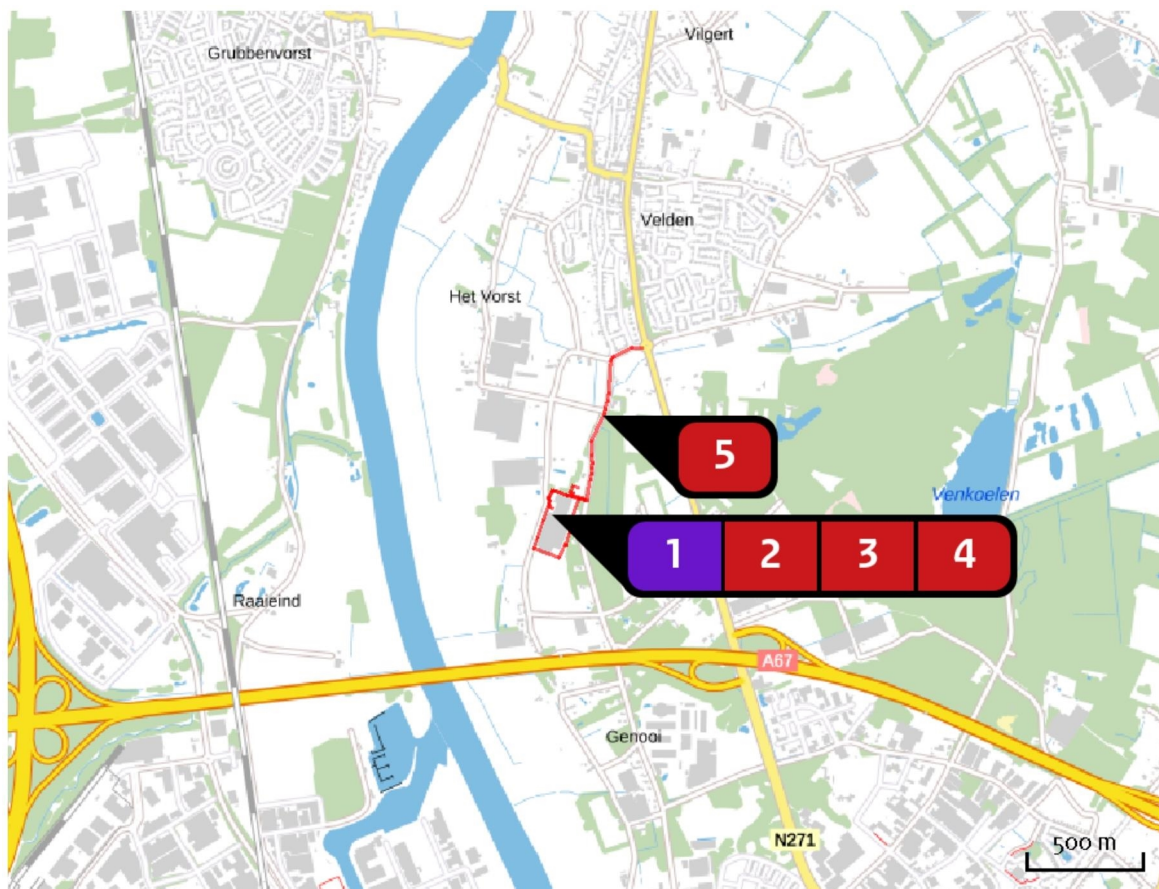 Vilgert
Grubbenvorst
Velden
Het Vorst
5
Venkoelen
1 2 3 4
Raaieind
A67
Genooi
N271
500 m